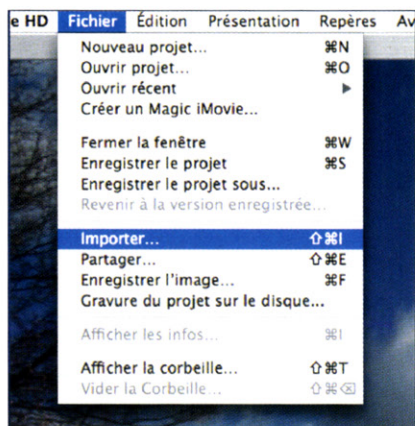 e HD Fichier Édition Présentation Repères Av
Nouveau projet... ⌘N
Ouvrir projet... ⌘O
Ouvrir récent ▶
Créer un Magic iMovie...
Fermer la fenêtre ⌘W
Enregistrer le projet ⌘S
Enregistrer le projet sous...
Revenir à la version enregistrée...
Importer... ⇧⌘I
Partager... ⇧⌘E
Enregistrer l'image... ⌘F
Gravure du projet sur le disque...
Afficher les infos... ⌘I
Afficher la corbeille... ⇧⌘T
Vider la Corbeille... ⇧⌘⌫